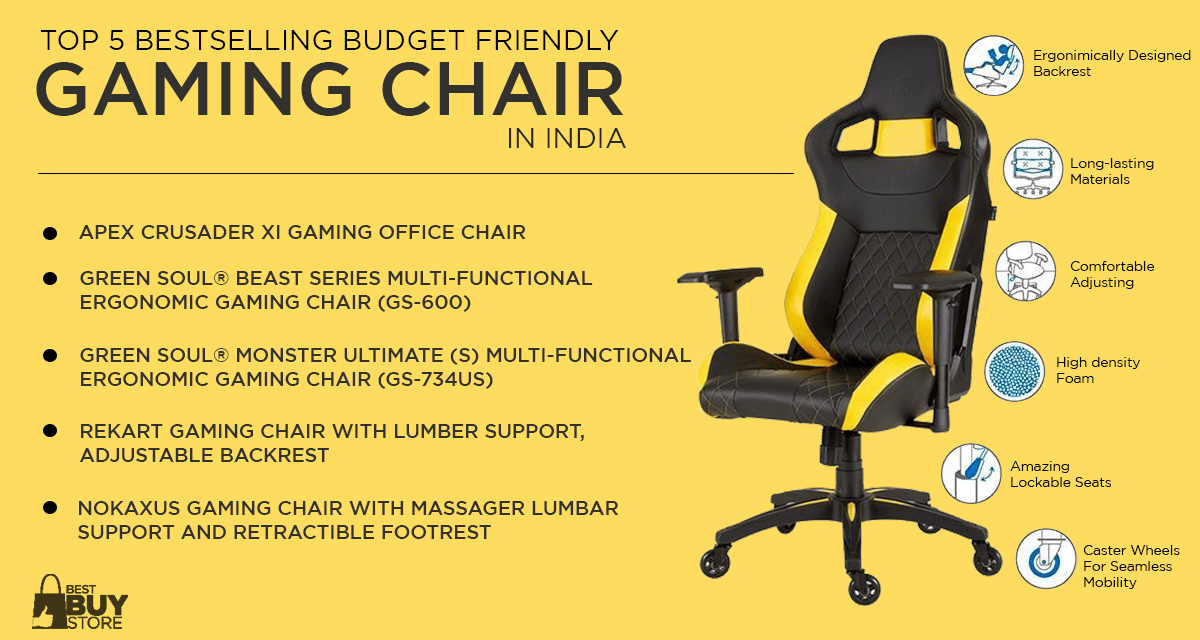 TOP 5 BESTSELLING BUDGET FRIENDLY
GAMING CHAIR
IN INDIA
APEX CRUSADER XI GAMING OFFICE CHAIR
GREEN SOUL® BEAST SERIES MULTI-FUNCTIONAL
ERGONOMIC GAMING CHAIR (GS-600)
GREEN SOUL® MONSTER ULTIMATE (S) MULTI-FUNCTIONAL
ERGONOMIC GAMING CHAIR (GS-734US)
REKART GAMING CHAIR WITH LUMBER SUPPORT,
ADJUSTABLE BACKREST
NOKAXUS GAMING CHAIR WITH MASSAGER LUMBAR
SUPPORT AND RETRACTIBLE FOOTREST
BEST
BUY
STORE
Ergonimically Designed
Backrest
Long-lasting
Materials
Comfortable
Adjusting
High density
Foam
Amazing
Lockable Seats
Caster Wheels
For Seamless
Mobility